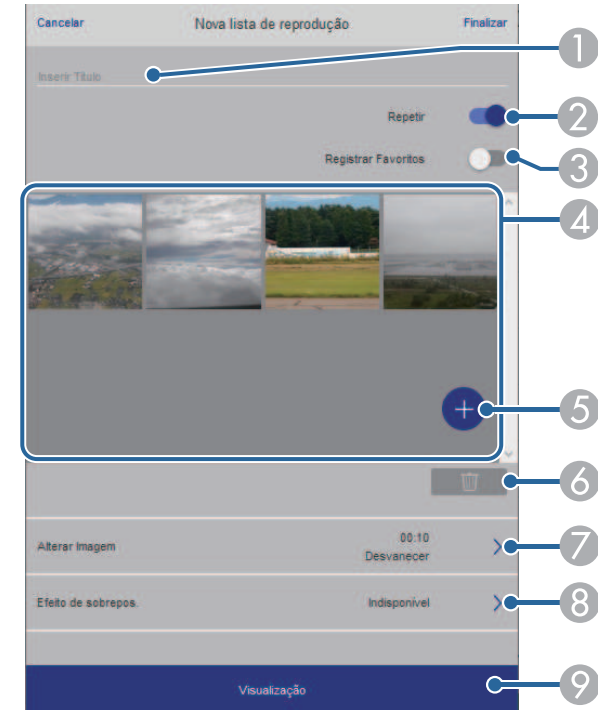 Cancelar Nova lista de reprodução Finalizar
1
Inserir Título
Repetir 2
Registrar Favoritos 3
4
+ 5
6
Alterar Imagem 00:10 7
Desvanecer
Efeito de sobrepos. Indisponível 8
Visualização 9